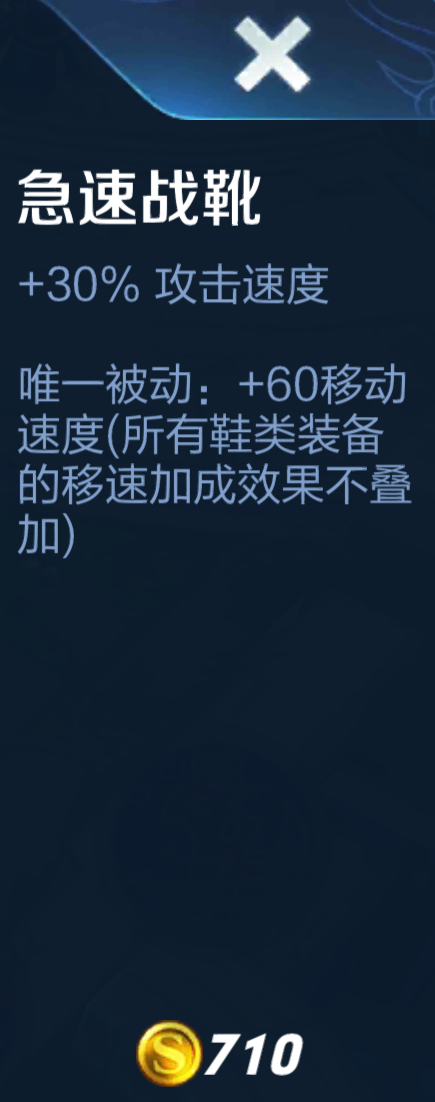 急速战靴
+30% 攻击速度
唯一被动：+60移动
速度(所有鞋类装备
的移速加成效果不叠
加)
710